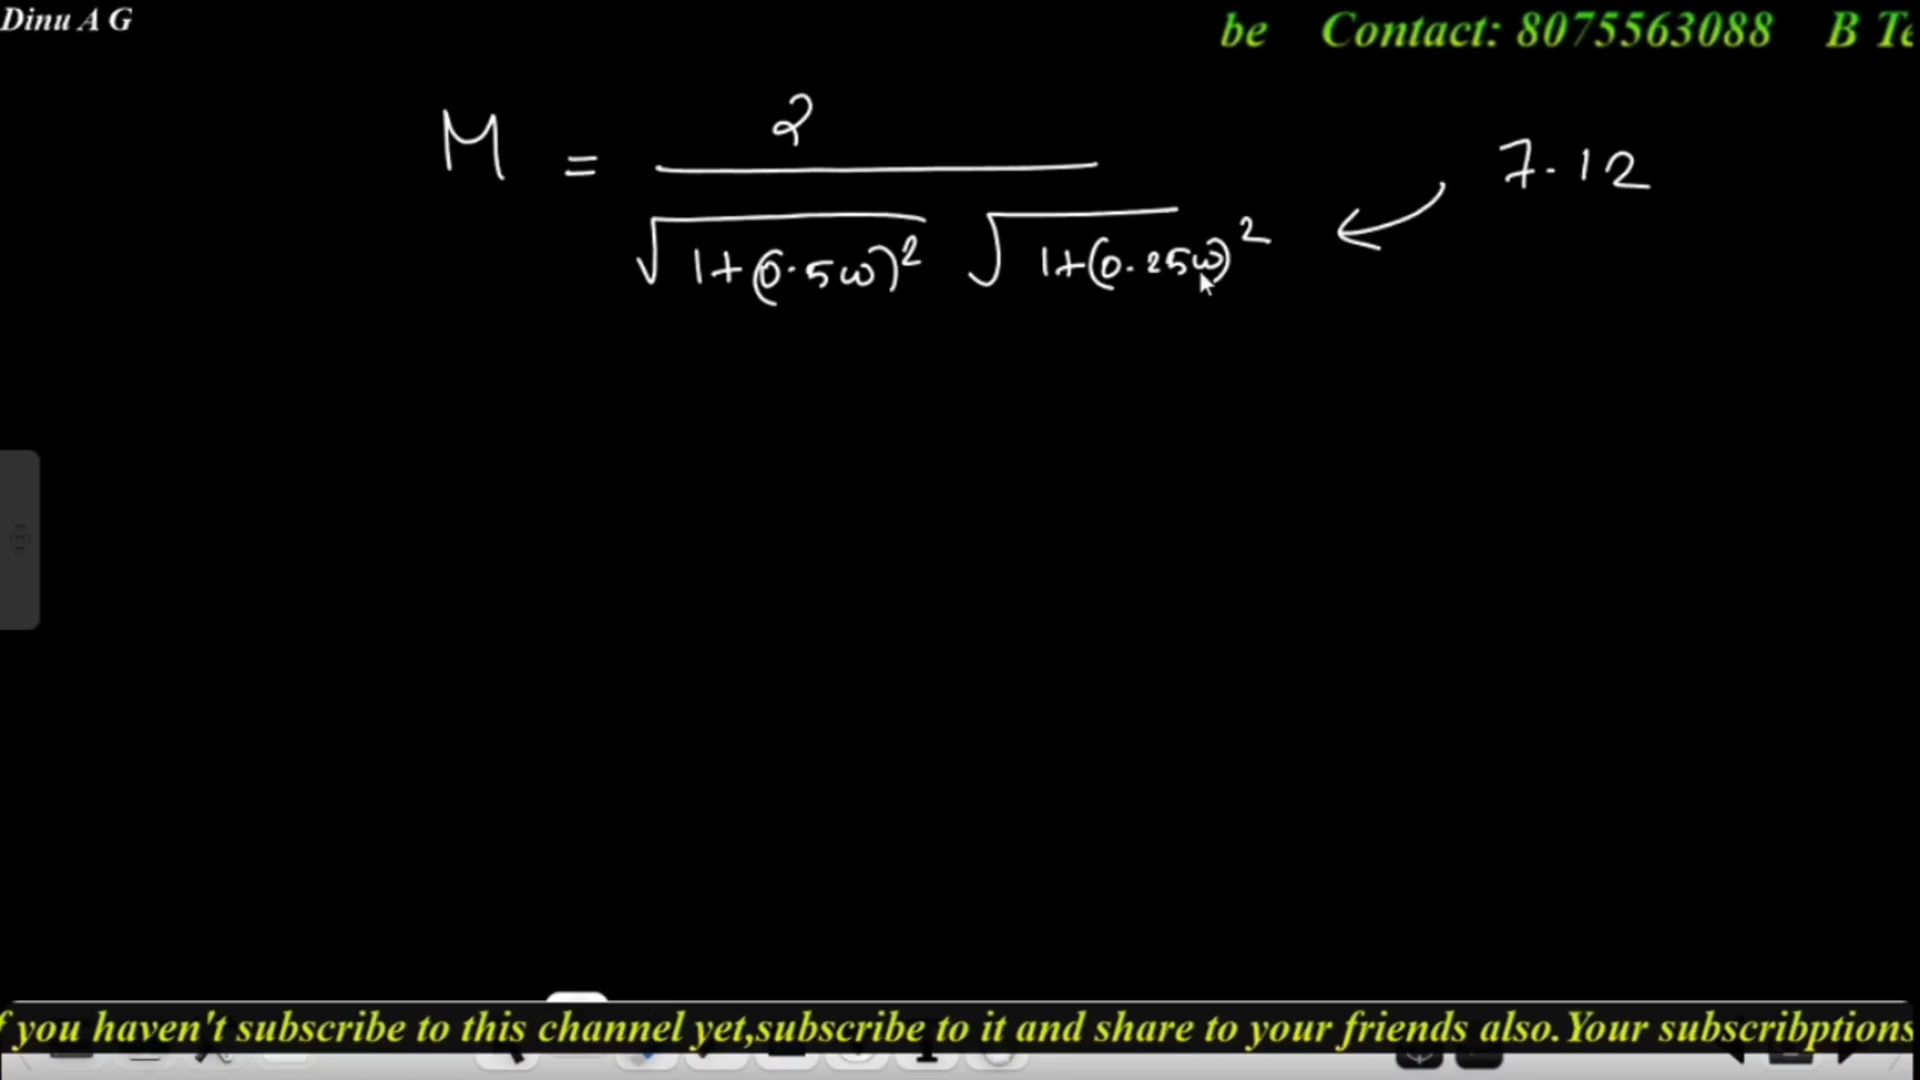 Dinu A G
be Contact: 8075563088 B Te
M = 2 / √1+(0.5ω)² √1+(0.25ω)²
7.12
f you haven't subscribe to this channel yet,subscribe to it and share to your friends also.Your subscribptions